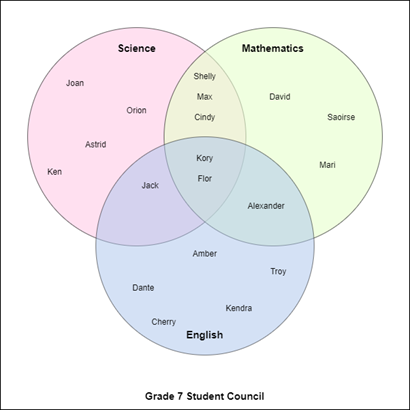 Science
Mathematics
Shelly
Joan
Max
David
Orion
Cindy
Saoirse
Astrid
Kory
Mari
Ken
Flor
Jack
Alexander
Amber
Troy
Dante
Kendra
Cherry
English
Grade 7 Student Council